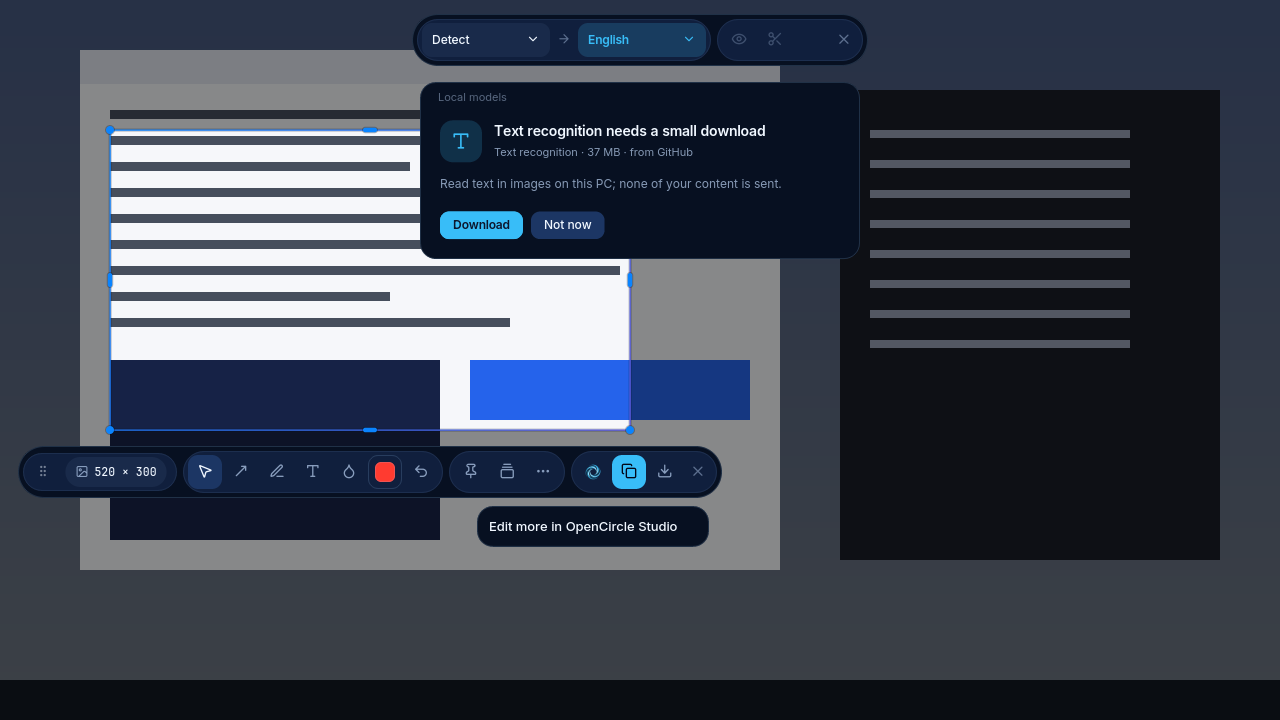 Detect
English
Local models
Text recognition needs a small download
Text recognition · 37 MB · from GitHub
Read text in images on this PC; none of your content is sent.
Download
Not now
520 × 300
Edit more in OpenCircle Studio